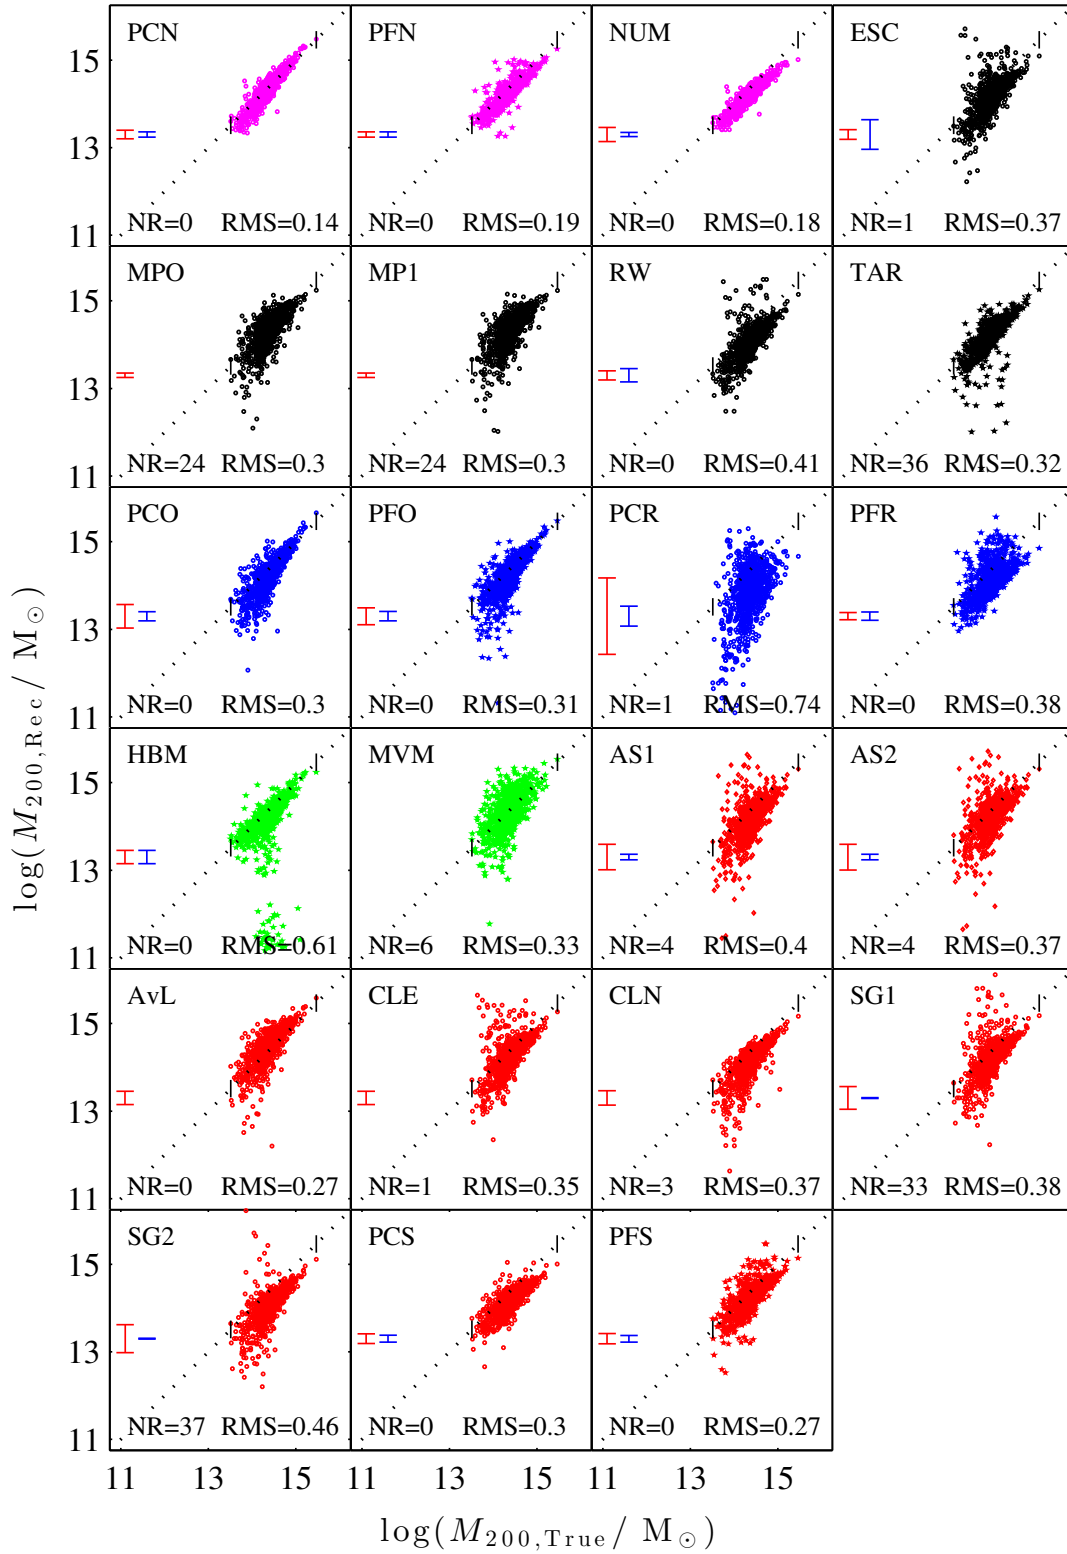 PCN PFN NUM ESC
15
13
NR=0 RMS=0.14 NR=0 RMS=0.19 NR=0 RMS=0.18 NR=1 RMS=0.37
11
MPO MP1 RW TAR
15
13
NR=24 RMS=0.3 NR=24 RMS=0.3 NR=0 RMS=0.41 NR=36 RMS=0.32
11
PCO PFO PCR PFR
15
13
NR=0 RMS=0.3 NR=0 RMS=0.31 NR=1 RMS=0.74 NR=0 RMS=0.38
11
HBM MVM AS1 AS2
15
13
NR=0 RMS=0.61 NR=6 RMS=0.33 NR=4 RMS=0.4 NR=4 RMS=0.37
11
AvL CLE CLN SG1
15
13
NR=0 RMS=0.27 NR=1 RMS=0.35 NR=3 RMS=0.37 NR=33 RMS=0.38
11
SG2 PCS PFS
15
13
NR=37 RMS=0.46 NR=0 RMS=0.3 NR=0 RMS=0.27
11
11 13 15 11 13 15 11 13 15
log(M200,Rec/ M⊙)
log(M200,True/ M⊙)